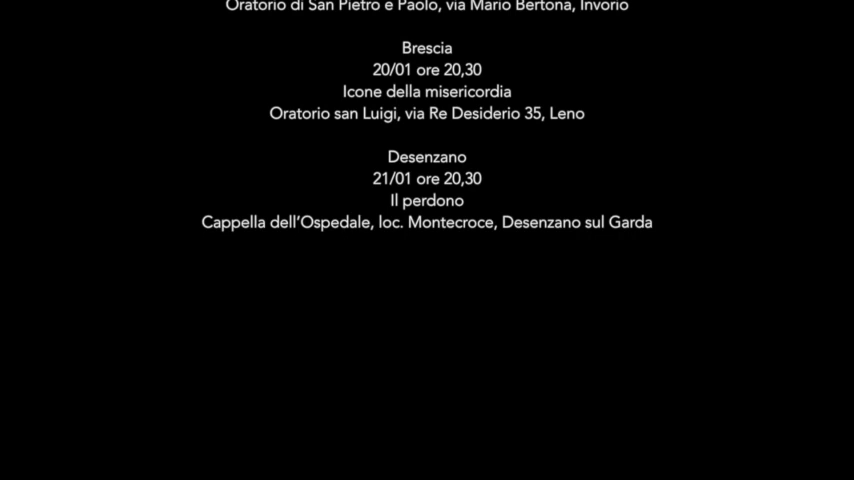 Oratorio di San Pietro e Paolo, via Mario Bertona, Invorio
Brescia
20/01 ore 20,30
Icone della misericordia
Oratorio san Luigi, via Re Desiderio 35, Leno
Desenzano
21/01 ore 20,30
Il perdono
Cappella dell’Ospedale, loc. Montecroce, Desenzano sul Garda